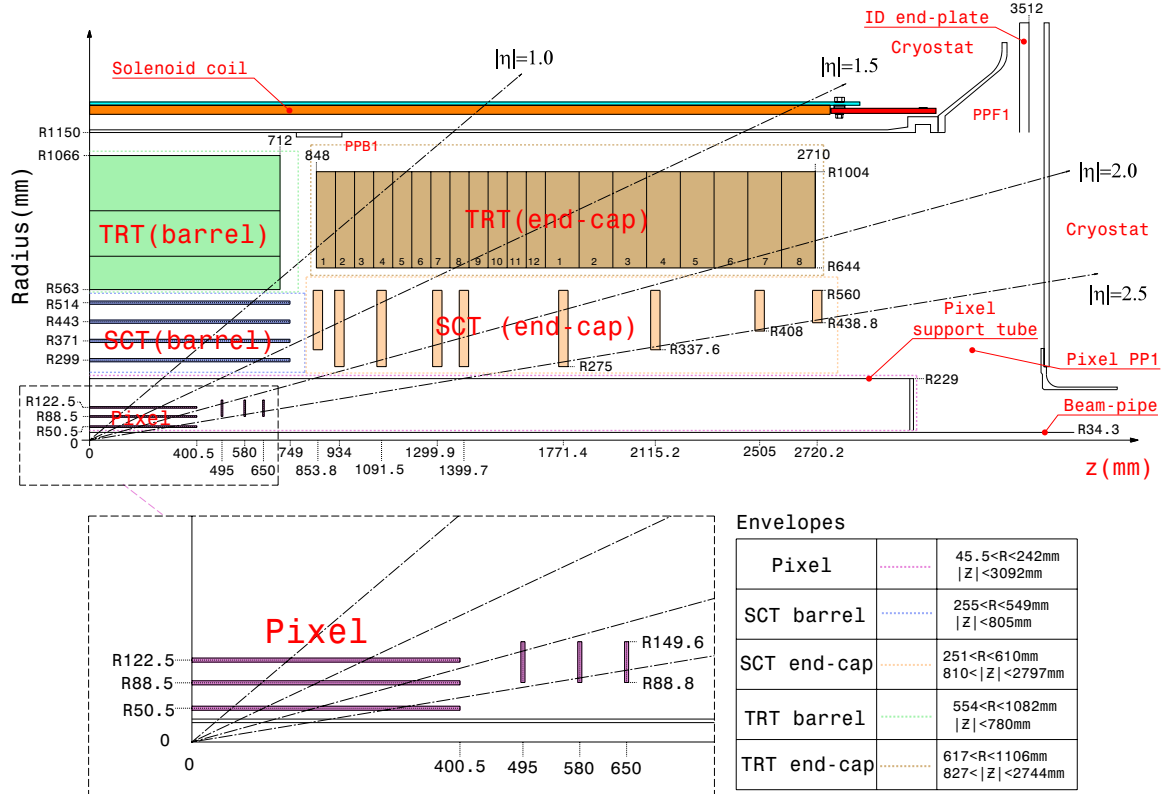 3512
ID end-plate
Cryostat
|η|=1.0
|η|=1.5
Solenoid coil
PPF1
R1150
712
PPB1
848
2710
R1066
R1004
|η|=2.0
Radius(mm)
TRT(barrel)
TRT(end-cap)
Cryostat
1 2 3 4 5 6 7 8 9 10 11 12 1 2 3 4 5 6 7 8
R644
|η|=2.5
R563
R560
R514
Pixel
support tube
R443
SCT(barrel)
SCT (end-cap)
R438.8
R408
R371
R337.6
Pixel PP1
R299
R275
R229
R122.5
Beam-pipe
R88.5
Pixel
R50.5
R34.3
0
0
400.5
580
749
934
1299.9
1771.4
2115.2
2505
2720.2
495
650
853.8
1091.5
1399.7
z(mm)
Envelopes
Pixel
45.5<R<242mm
|Z|<3092mm
SCT barrel
255<R<549mm
|Z|<805mm
SCT end-cap
251<R<610mm
810<|Z|<2797mm
TRT barrel
554<R<1082mm
|Z|<780mm
TRT end-cap
617<R<1106mm
827<|Z|<2744mm
Pixel
R149.6
R122.5
R88.5
R88.8
R50.5
0
0
400.5
495
580
650